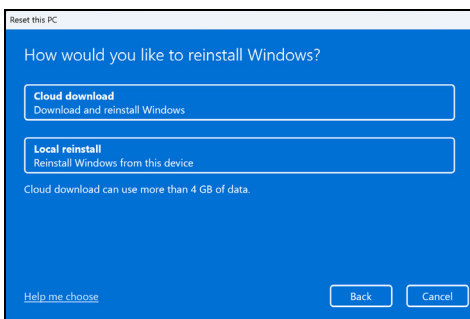 Reset this PC
How would you like to reinstall Windows?
Cloud download
Download and reinstall Windows
Local reinstall
Reinstall Windows from this device
Cloud download can use more than 4 GB of data.
Help me choose
Back
Cancel